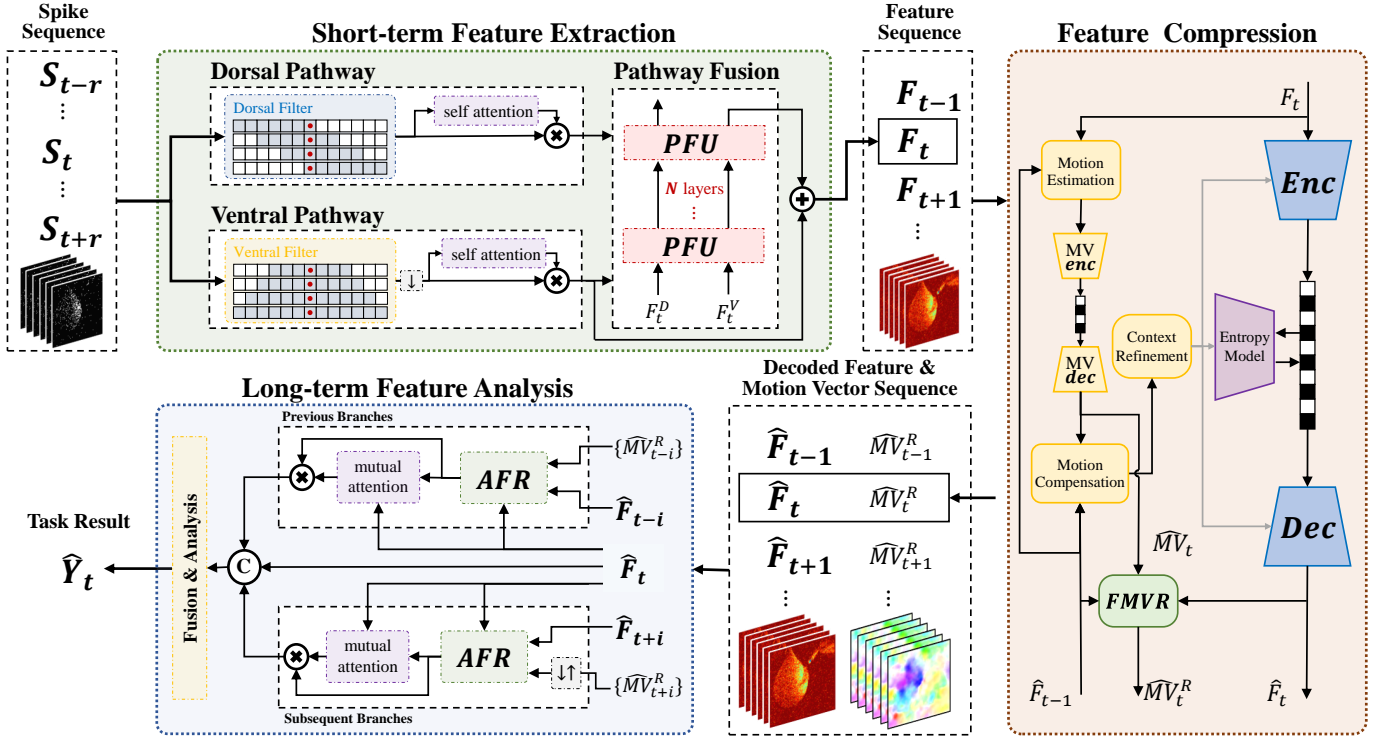 Spike
Sequence
S_{t-r}
⋮
S_t
⋮
S_{t+r}
Short-term Feature Extraction
Dorsal Pathway
Dorsal Filter
self attention
Ventral Pathway
Ventral Filter
↓
self attention
Pathway Fusion
PFU
N layers
⋮
PFU
F_t^D
F_t^V
Feature
Sequence
F_{t-1}
F_t
F_{t+1}
⋮
Feature Compression
F_t
Motion
Estimation
Enc
MV
enc
MV
dec
Context
Refinement
Entropy
Model
Motion
Compensation
Dec
\widehat{MV}_t
FMVR
\hat{F}_{t-1}
\widehat{MV}_t^R
\hat{F}_t
Decoded Feature &
Motion Vector Sequence
\hat{F}_{t-1} \widehat{MV}_{t-1}^R
\hat{F}_t \widehat{MV}_t^R
\hat{F}_{t+1} \widehat{MV}_{t+1}^R
⋮ ⋮
Long-term Feature Analysis
Previous Branches
{\widehat{MV}_{t-i}^R}
mutual
attention
AFR
\hat{F}_{t-i}
Task Result
\hat{Y}_t
Fusion & Analysis
C
\hat{F}_t
\hat{F}_{t+i}
mutual
attention
AFR
↓↑
{\widehat{MV}_{t+i}^R}
Subsequent Branches